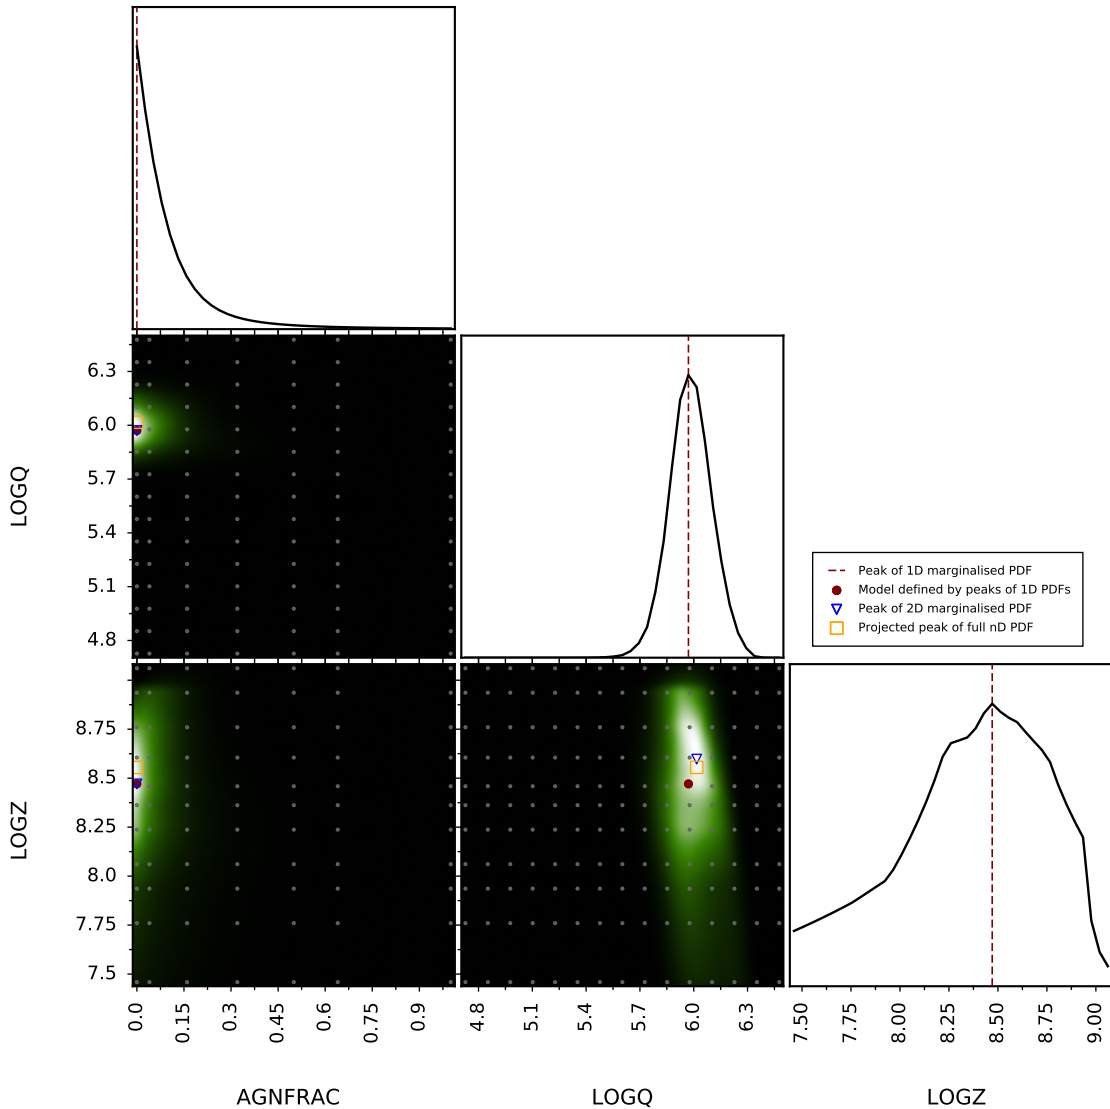 6.3
6.0
5.7
5.4
5.1
4.8
LOGQ
Peak of 1D marginalised PDF
Model defined by peaks of 1D PDFs
Peak of 2D marginalised PDF
Projected peak of full nD PDF
8.75
8.5
8.25
8.0
7.75
7.5
LOGZ
0.0 0.15 0.3 0.45 0.6 0.75 0.9
4.8 5.1 5.4 5.7 6.0 6.3
7.50 7.75 8.00 8.25 8.50 8.75 9.00
AGNFRAC LOGQ LOGZ